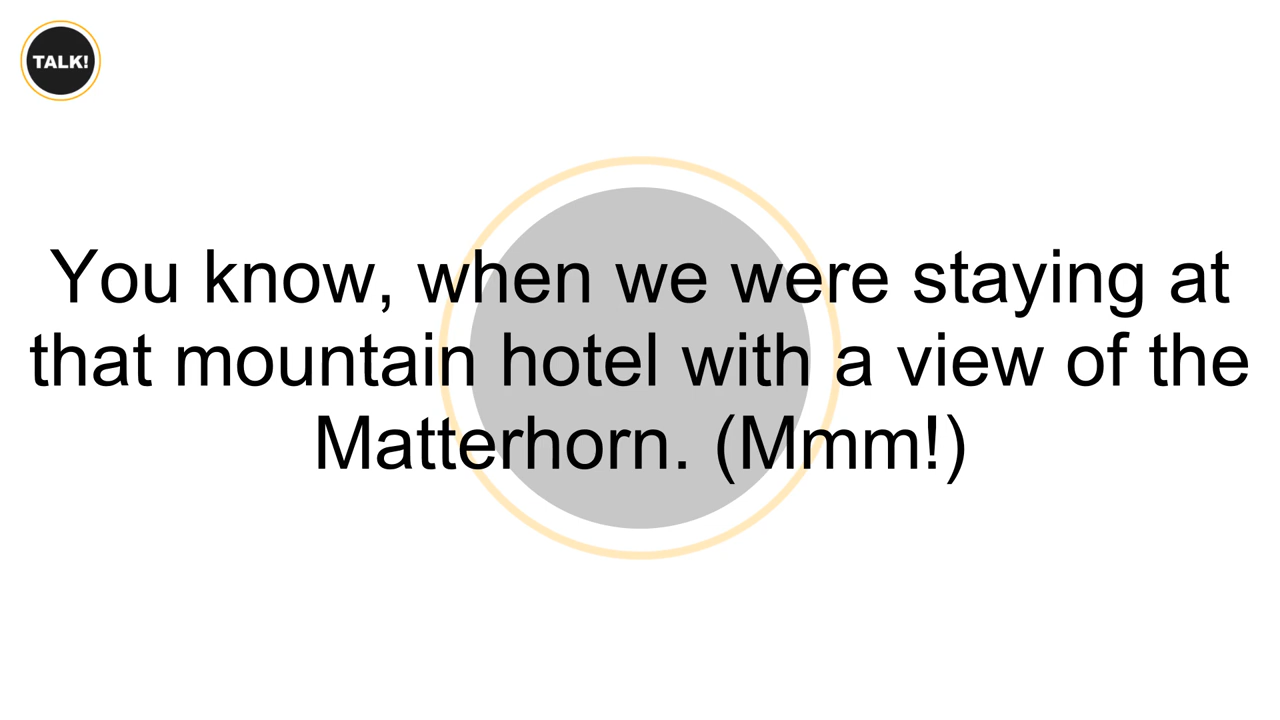 TALK!
You know, when we were staying at
that mountain hotel with a view of the
Matterhorn. (Mmm!)